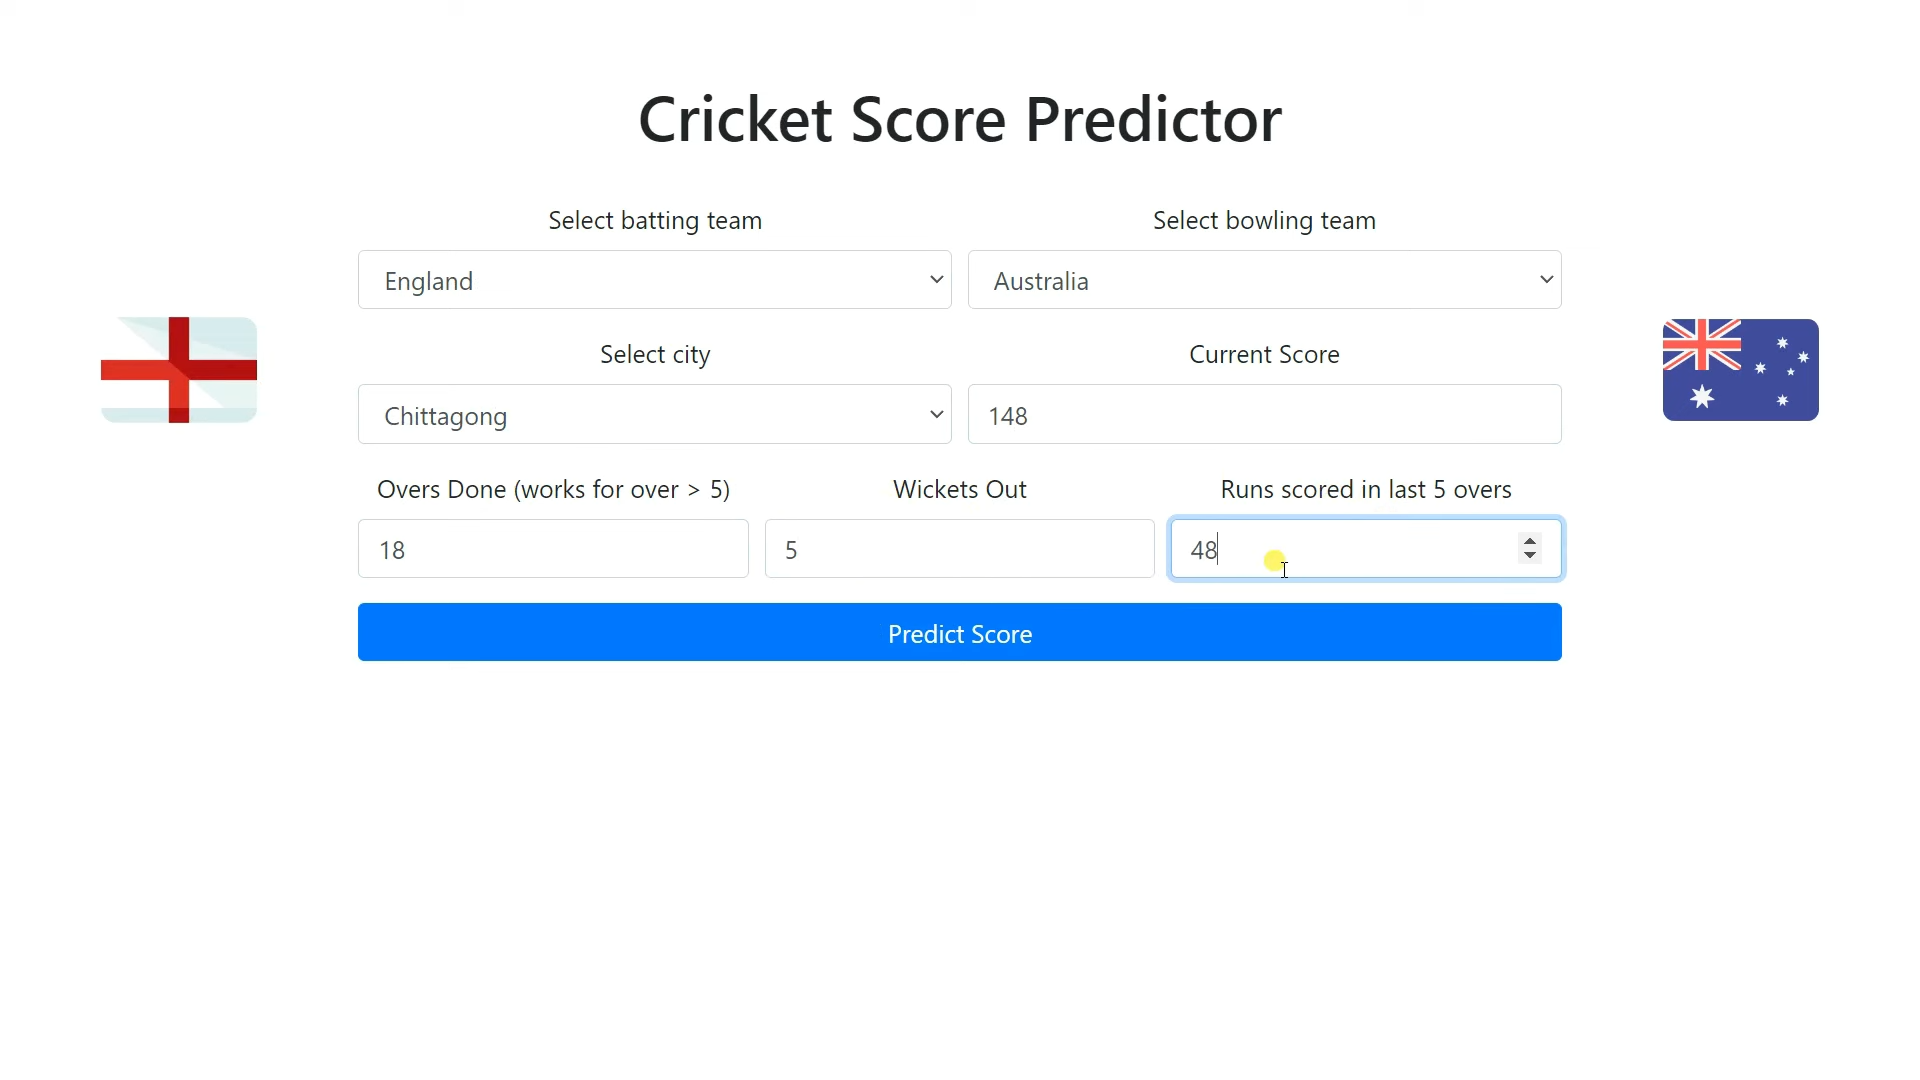 Cricket Score Predictor
Select batting team
Select bowling team
England
Australia
Select city
Current Score
Chittagong
148
Overs Done (works for over > 5)
Wickets Out
Runs scored in last 5 overs
18
5
48
Predict Score